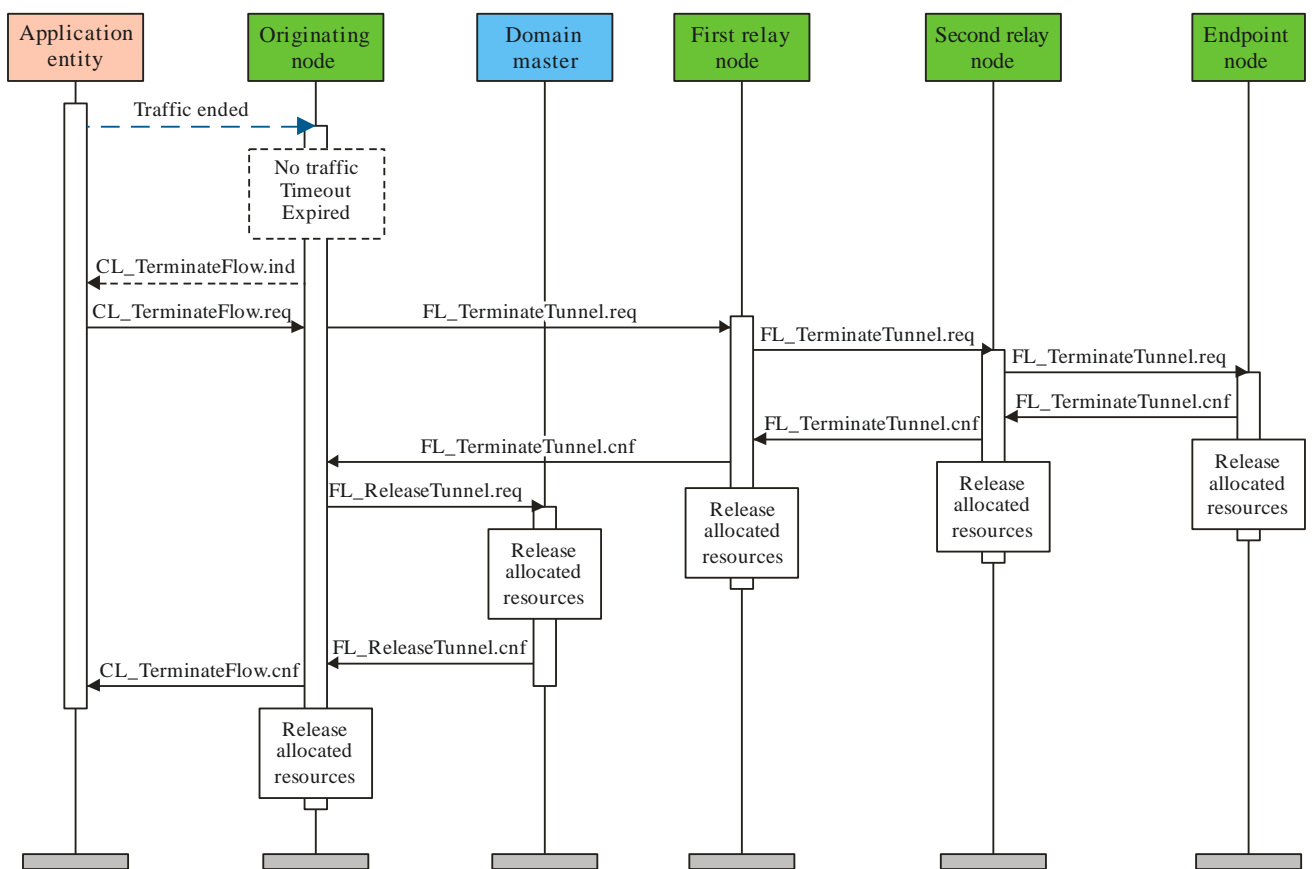 Application
entity
Originating
node
Domain
master
First relay
node
Second relay
node
Endpoint
node
Traffic ended
No traffic
Timeout
Expired
CL_TerminateFlow.ind
CL_TerminateFlow.req
FL_TerminateTunnel.req
FL_TerminateTunnel.req
FL_TerminateTunnel.req
FL_TerminateTunnel.cnf
FL_TerminateTunnel.cnf
FL_TerminateTunnel.cnf
Release
allocated
resources
Release
allocated
resources
Release
allocated
resources
FL_ReleaseTunnel.req
Release
allocated
resources
FL_ReleaseTunnel.cnf
CL_TerminateFlow.cnf
Release
allocated
resources